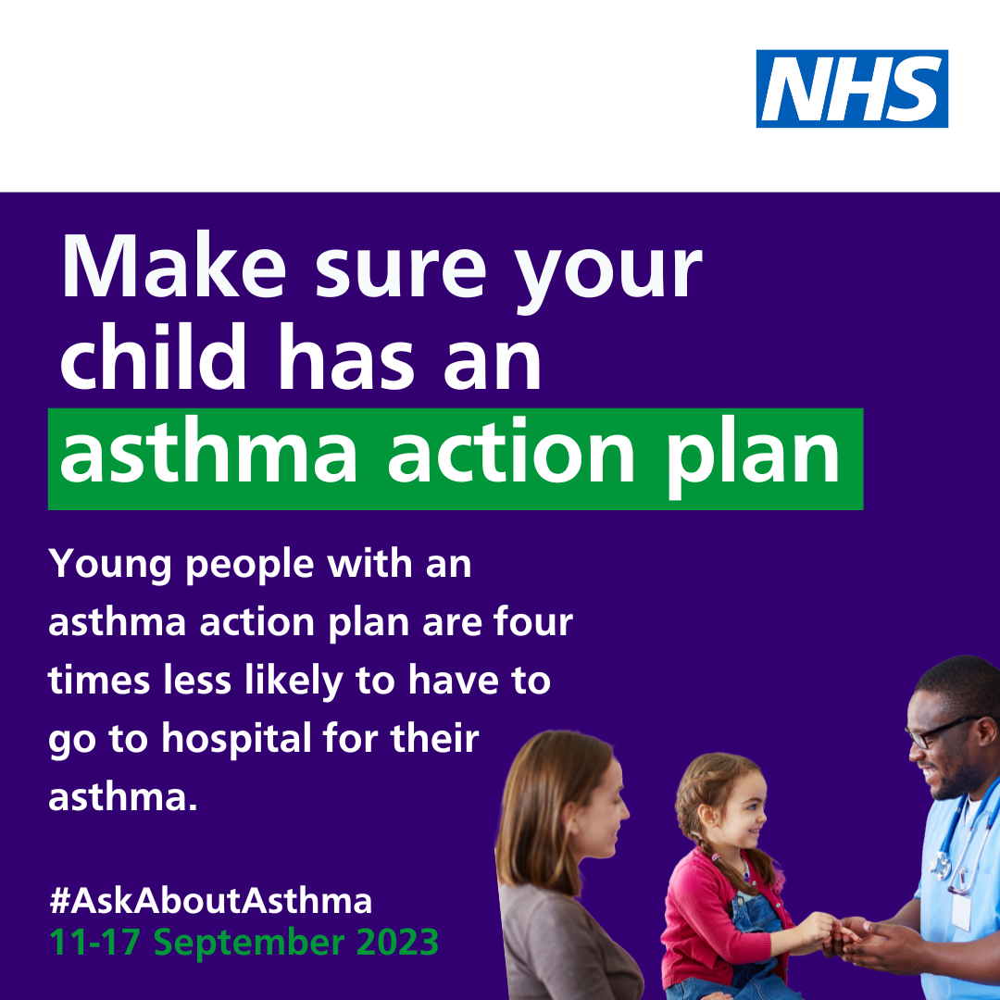 NHS
Make sure your
child has an
asthma action plan
Young people with an
asthma action plan are four
times less likely to have to
go to hospital for their
asthma.
#AskAboutAsthma
11-17 September 2023